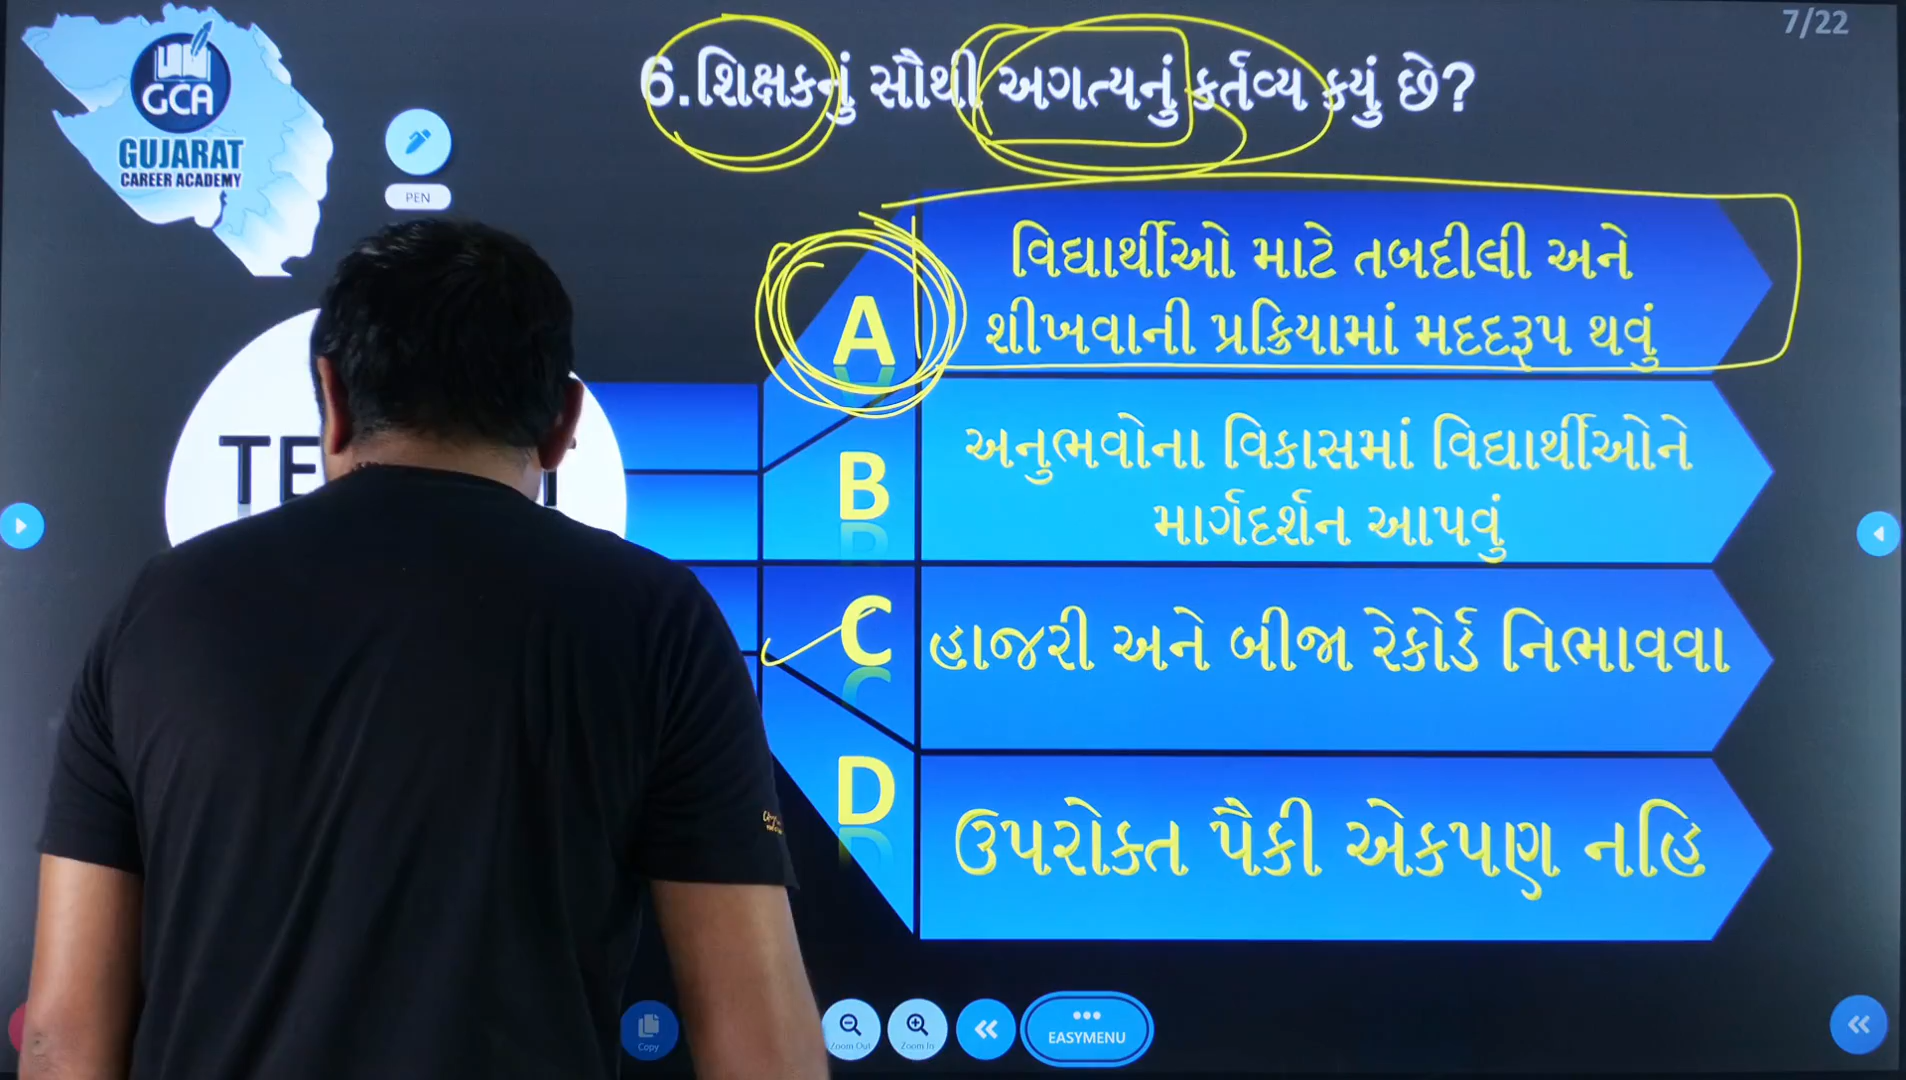 7/22
6.શિક્ષકનું સૌથી અગત્યનું કર્તવ્ય કયું છે?
GCA
GUJARAT
CAREER ACADEMY
PEN
A
વિદ્યાર્થીઓ માટે તબદીલી અને
શીખવાની પ્રક્રિયામાં મદદરૂપ થવું
B
અનુભવોના વિકાસમાં વિદ્યાર્થીઓને
માર્ગદર્શન આપવું
C
હાજરી અને બીજા રેકોર્ડ નિભાવવા
D
ઉપરોક્ત પૈકી એકપણ નહિ
Copy
Zoom Out
Zoom In
EASYMENU